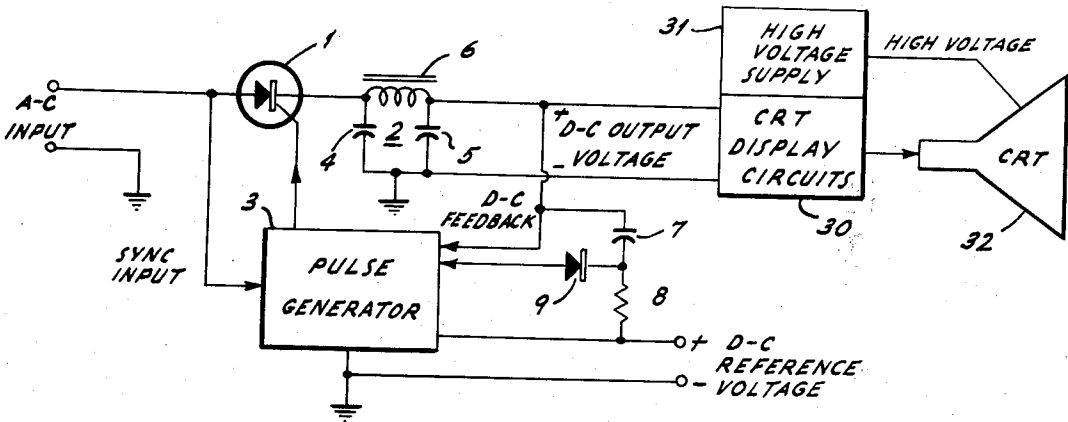 1
6
31
HIGH
VOLTAGE
SUPPLY
HIGH VOLTAGE
A-C
INPUT
4
2
5
+
D-C OUTPUT
- VOLTAGE
CRT
DISPLAY
CIRCUITS
CRT
30
32
3
D-C
FEEDBACK
7
SYNC
INPUT
PULSE
GENERATOR
9
8
+ D-C
REFERENCE
- VOLTAGE